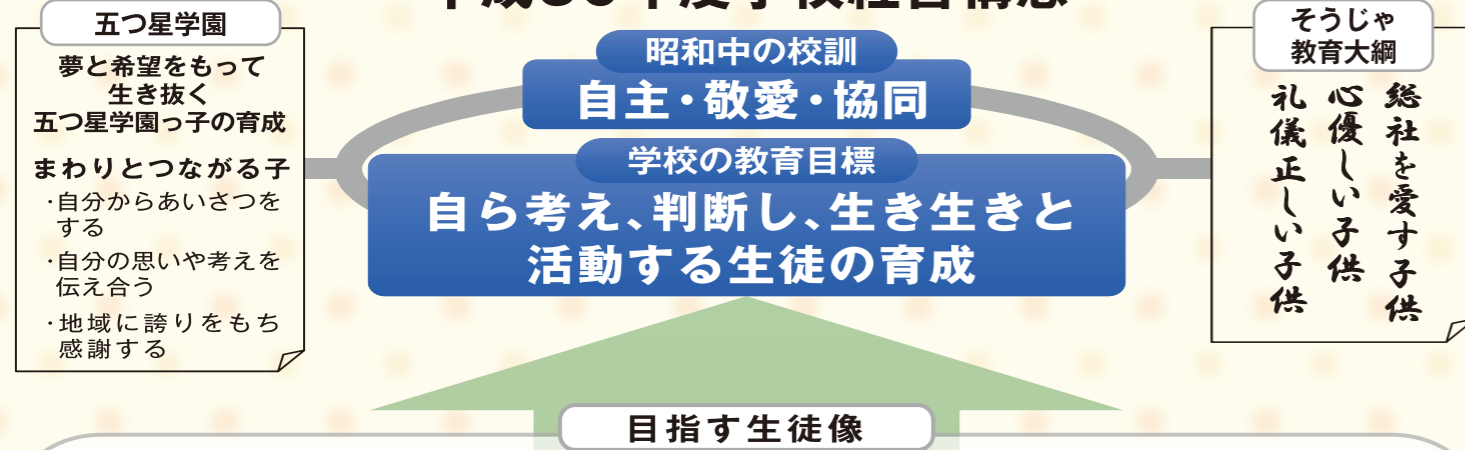 五つ星学園
夢と希望をもって
生き抜く
五つ星学園っ子の育成
まわりとつながる子
・自分からあいさつを
する
・自分の思いや考えを
伝え合う
・地域に誇りをもち
感謝する
昭和中の校訓
自主・敬愛・協同
学校の教育目標
自ら考え、判断し、生き生きと
活動する生徒の育成
そうじゃ
教育大綱
総社を愛す子供
心優しい子供
礼儀正しい子供
目指す生徒像